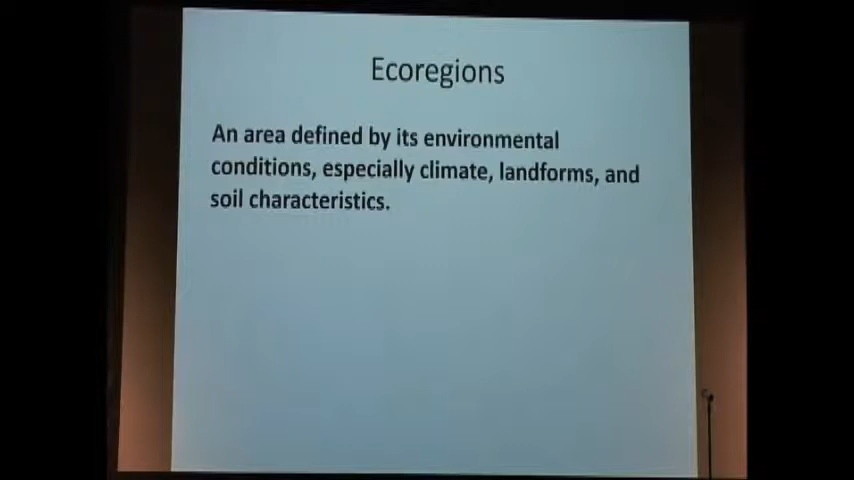 Ecoregions
An area defined by its environmental
conditions, especially climate, landforms, and
soil characteristics.